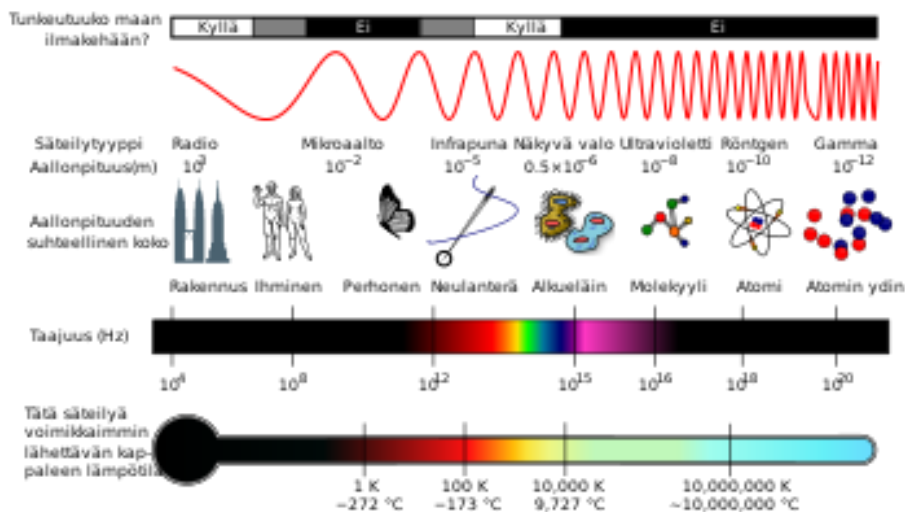 Tunkeutuuko maan
ilmakehään?
Kyllä Ei Kyllä Ei
Säteilytyyppi Radio Mikroaalto Infrapuna Näkyvä valo Ultravioletti Röntgen Gamma
Aallonpituus(m) 10³ 10⁻² 10⁻⁵ 0.5×10⁻⁶ 10⁻⁸ 10⁻¹⁰ 10⁻¹²
Aallonpituuden
suhteellinen koko
Rakennus Ihminen Perhonen Neulanterä Alkueläin Molekyyli Atomi Atomin ydin
Taajuus (Hz)
10⁸ 10¹² 10¹⁵ 10¹⁶ 10¹⁸ 10²⁰
Tätä säteilyä
voimikkaimmin
lähettävän kap-
paleen lämpötila
1 K 100 K 10,000 K 10,000,000 K
−272 °C −173 °C 9,727 °C ~10,000,000 °C